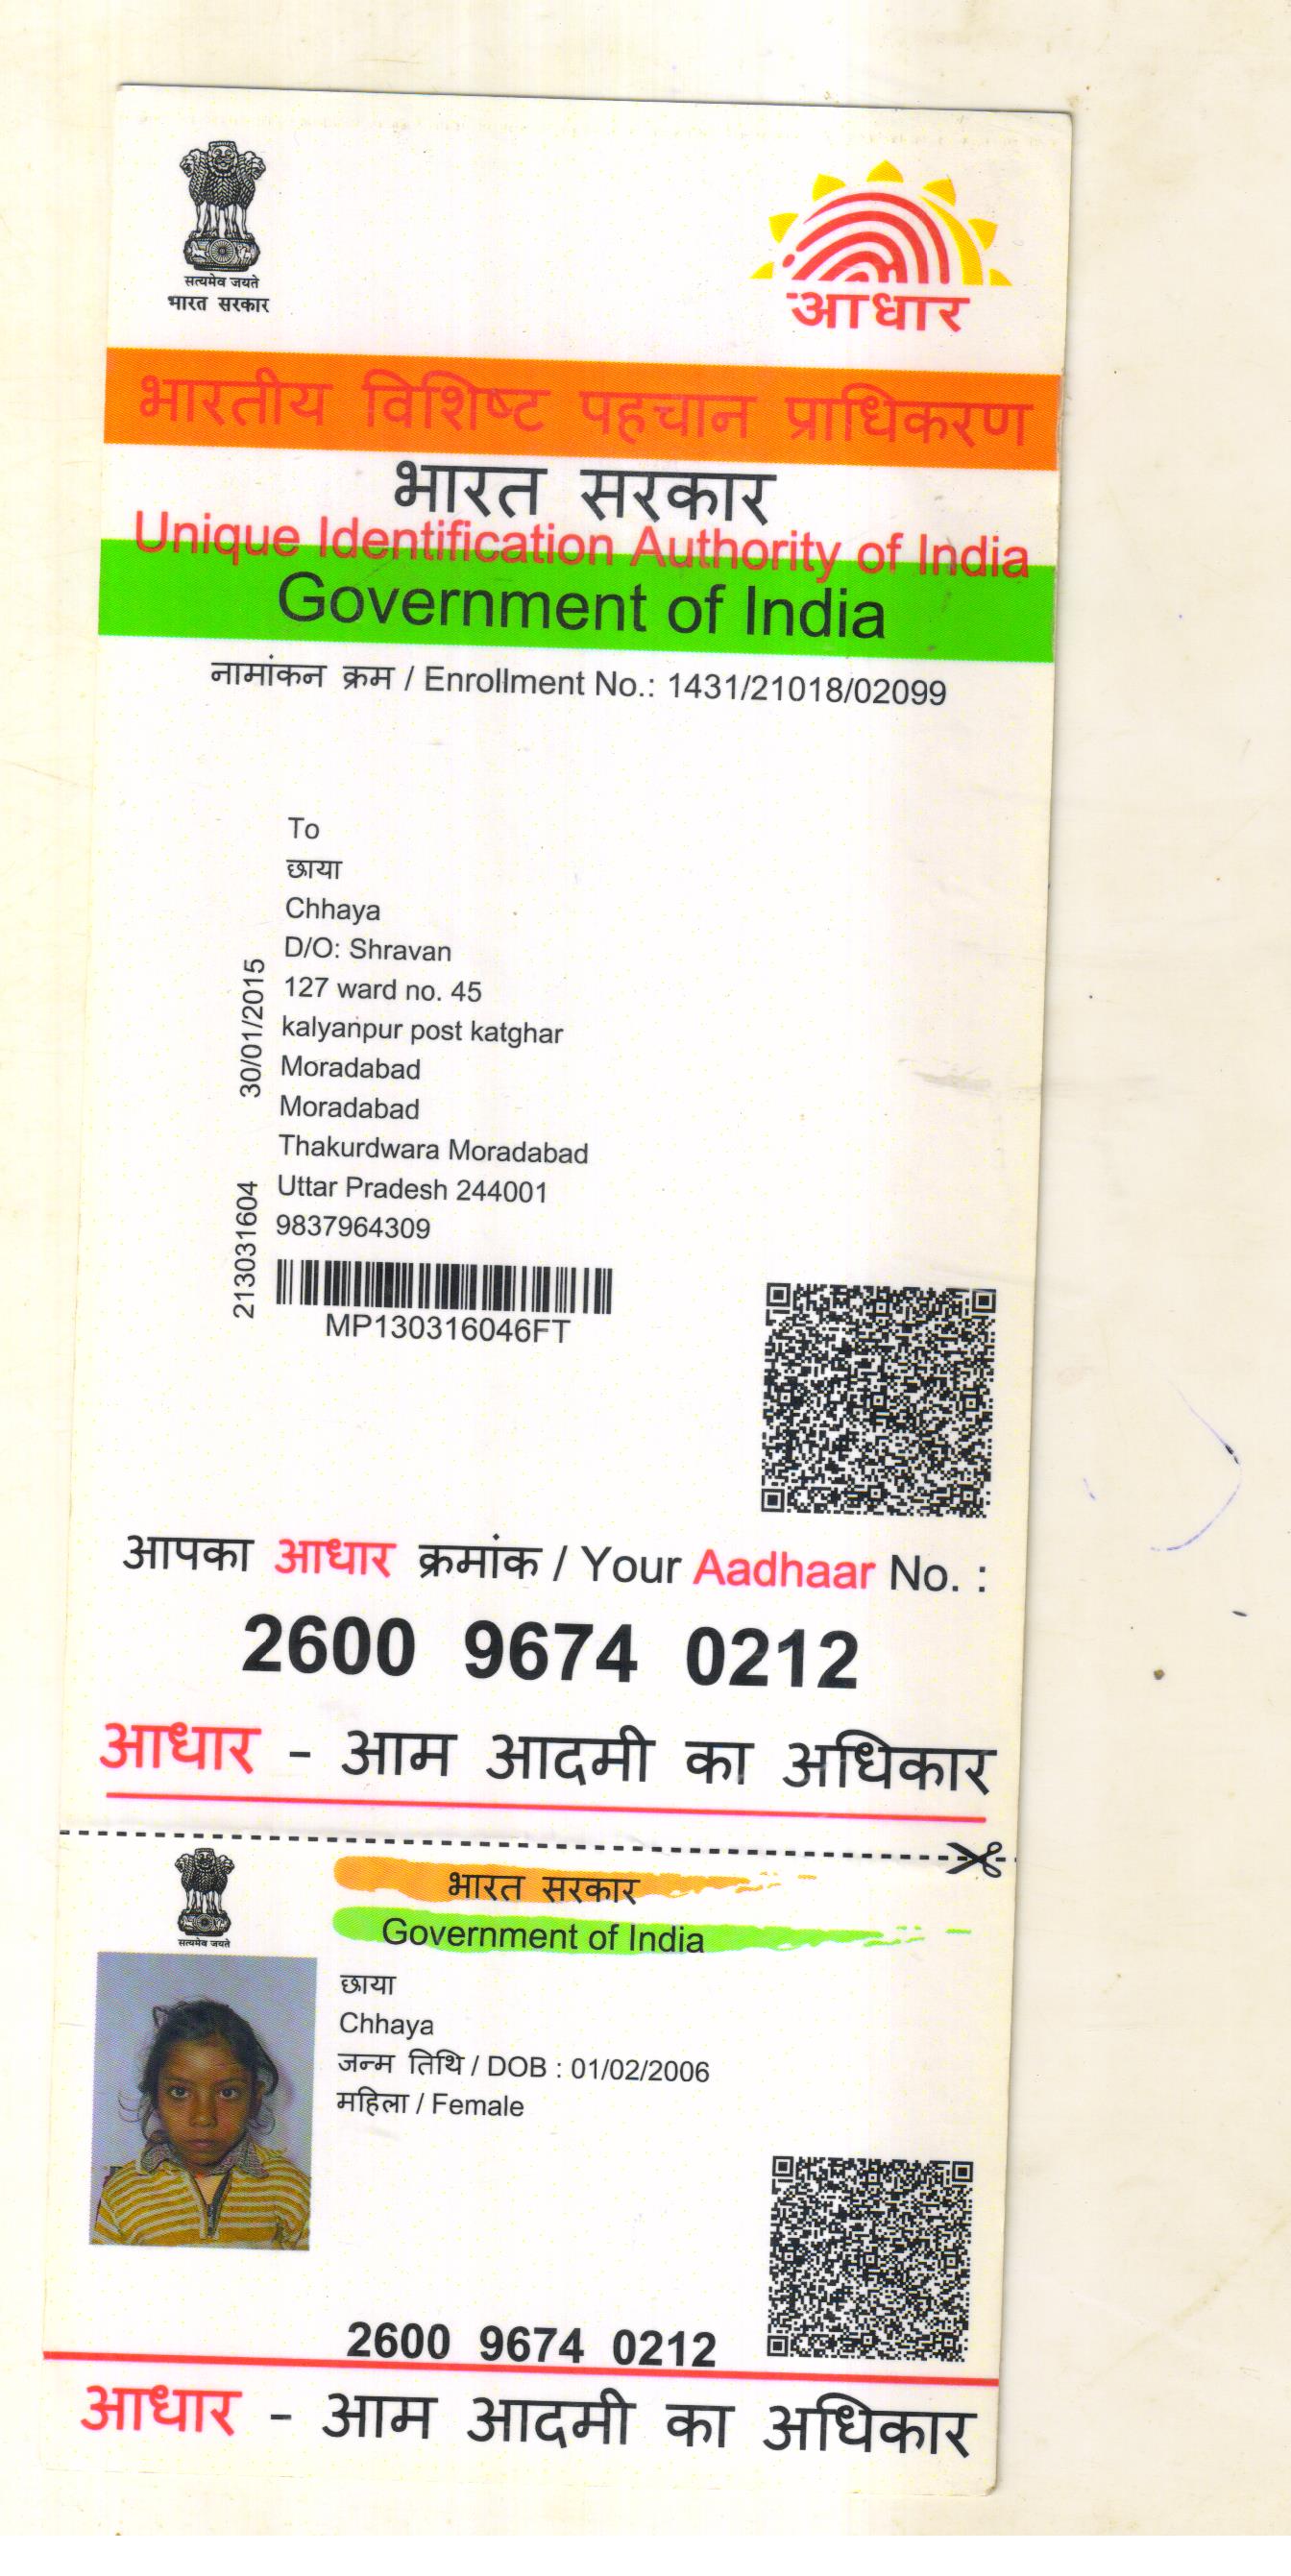 सत्यमेव जयते
भारत सरकार
आधार
भारतीय विशिष्ट पहचान प्राधिकरण
भारत सरकार
Unique Identification Authority of India
Government of India
नामांकन क्रम / Enrollment No.: 1431/21018/02099
To
छाया
Chhaya
D/O: Shravan
127 ward no. 45
kalyanpur post katghar
Moradabad
Moradabad
Thakurdwara Moradabad
Uttar Pradesh 244001
9837964309
30/01/2015
213031604
MP130316046FT
आपका आधार क्रमांक / Your Aadhaar No. :
2600 9674 0212
आधार - आम आदमी का अधिकार
सत्यमेव जयते
भारत सरकार
Government of India
छाया
Chhaya
जन्म तिथि / DOB : 01/02/2006
महिला / Female
2600 9674 0212
आधार - आम आदमी का अधिकार